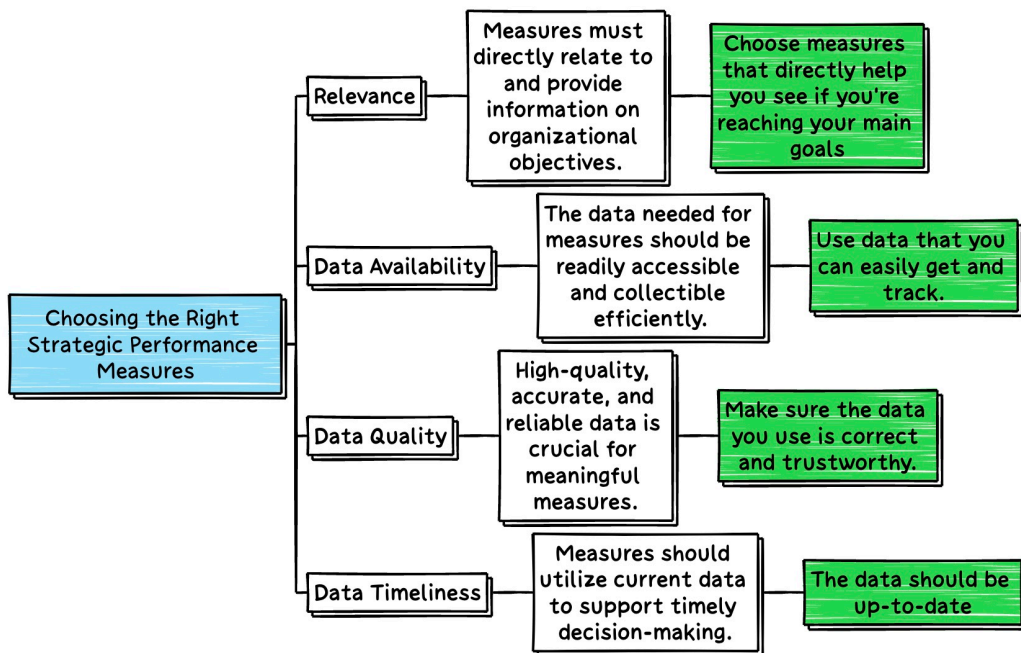 Choosing the Right
Strategic Performance
Measures
Relevance
Measures must
directly relate to
and provide
information on
organizational
objectives.
Choose measures
that directly help
you see if you're
reaching your main
goals
Data Availability
The data needed for
measures should be
readily accessible
and collectible
efficiently.
Use data that you
can easily get and
track.
Data Quality
High-quality,
accurate, and
reliable data is
crucial for
meaningful
measures.
Make sure the data
you use is correct
and trustworthy.
Data Timeliness
Measures should
utilize current data
to support timely
decision-making.
The data should be
up-to-date